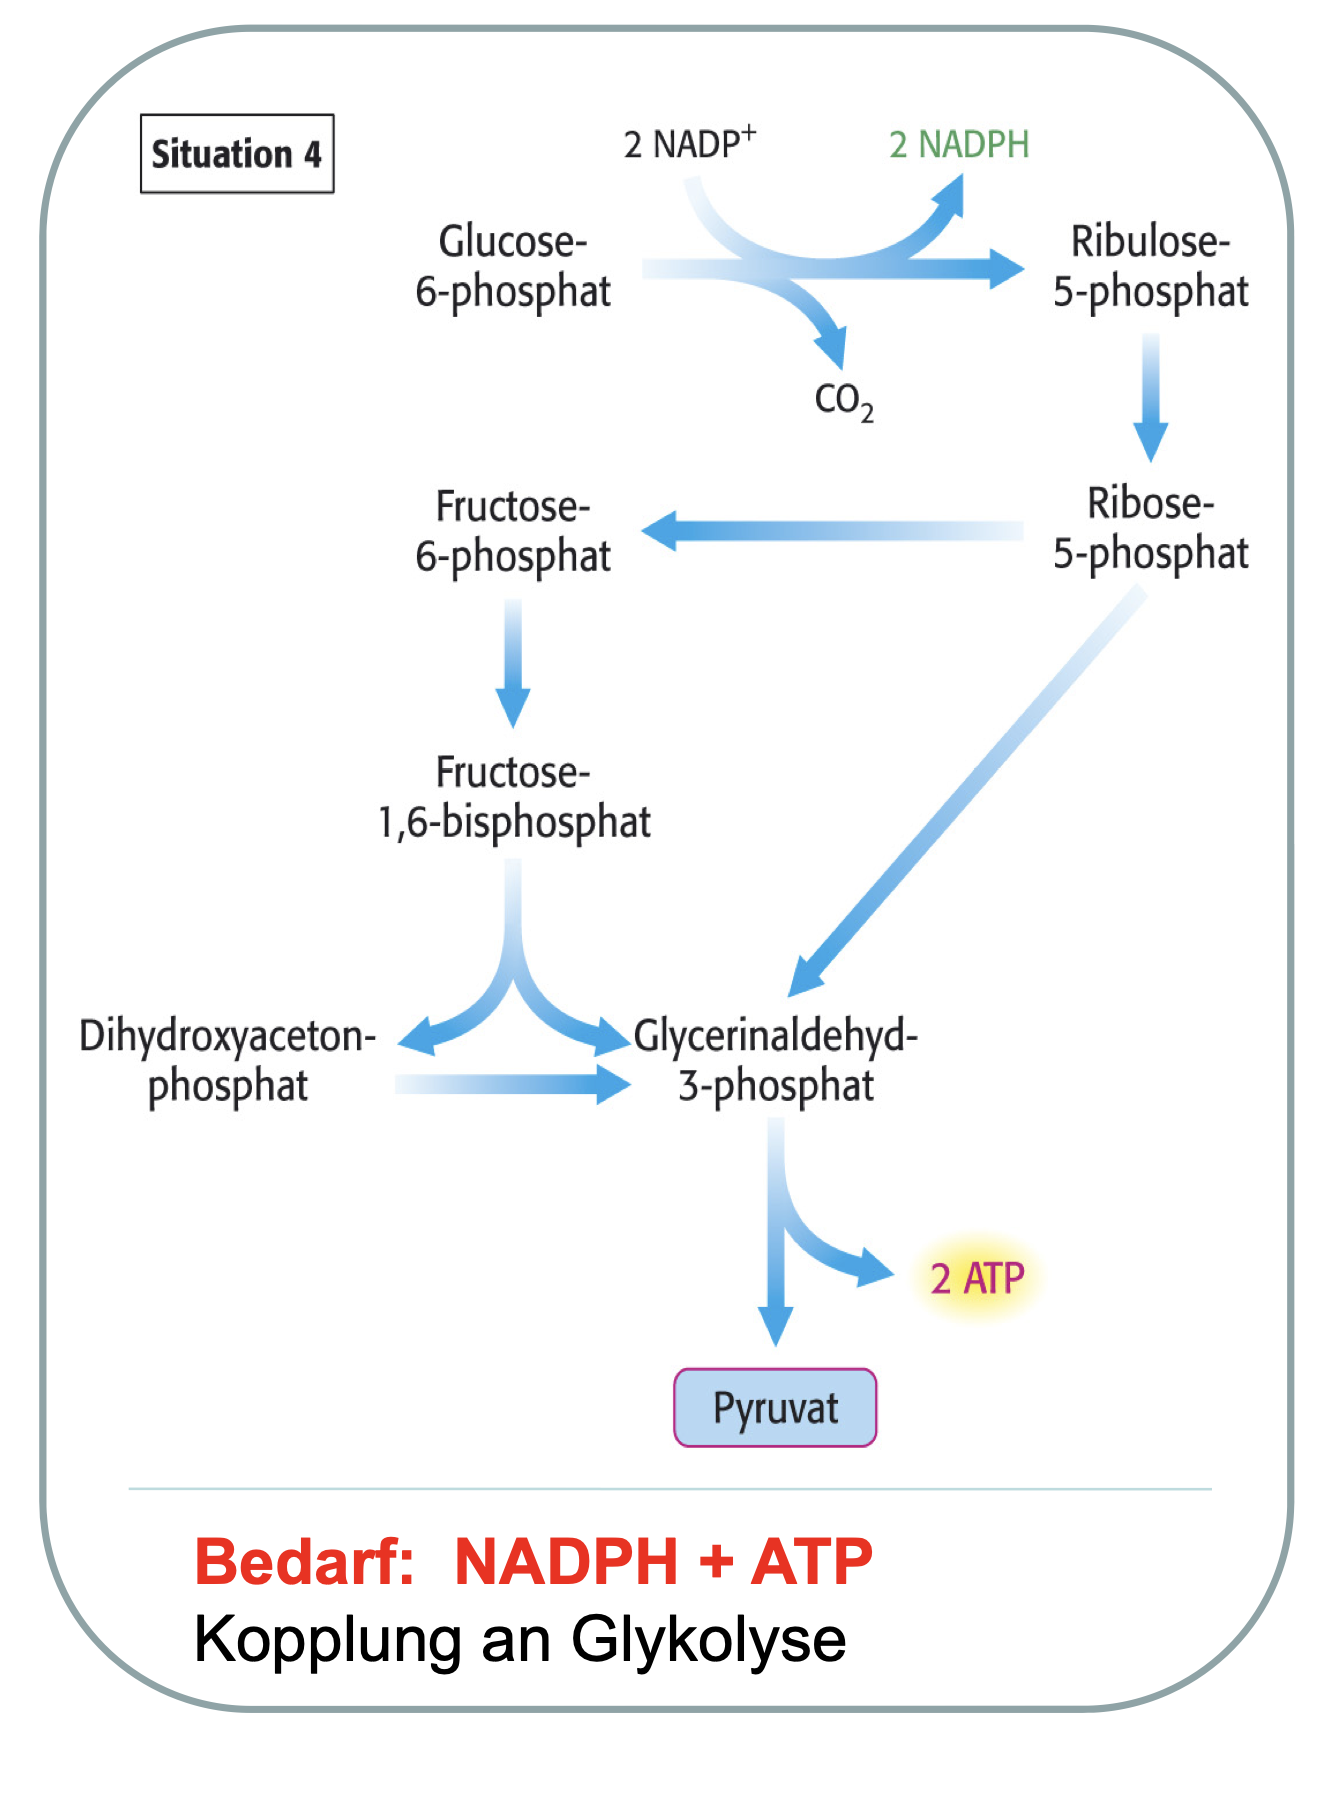 Situation 4
2 NADP⁺
2 NADPH
Glucose-
6-phosphat
Ribulose-
5-phosphat
CO₂
Fructose-
6-phosphat
Ribose-
5-phosphat
Fructose-
1,6-bisphosphat
Dihydroxyaceton-
phosphat
Glycerinaldehyd-
3-phosphat
2 ATP
Pyruvat
Bedarf: NADPH + ATP
Kopplung an Glykolyse